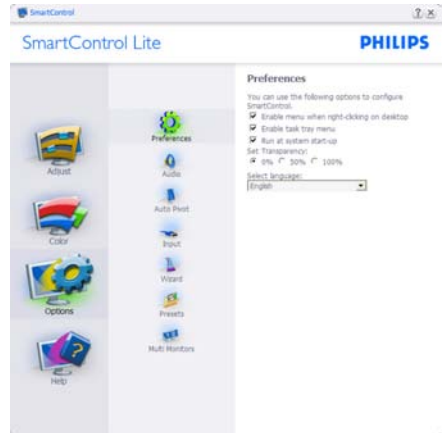 SmartControl
SmartControl Lite
PHILIPS
Adjust
Color
Options
Help
Preferences
Audio
Auto Pivot
Input
Wizard
Presets
Multi Monitors
Preferences
You can use the following options to configure
SmartControl.
Enable menu when right-clicking on desktop
Enable task tray menu
Run at system start-up
Set Transparency:
0% 50% 100%
Select language:
English